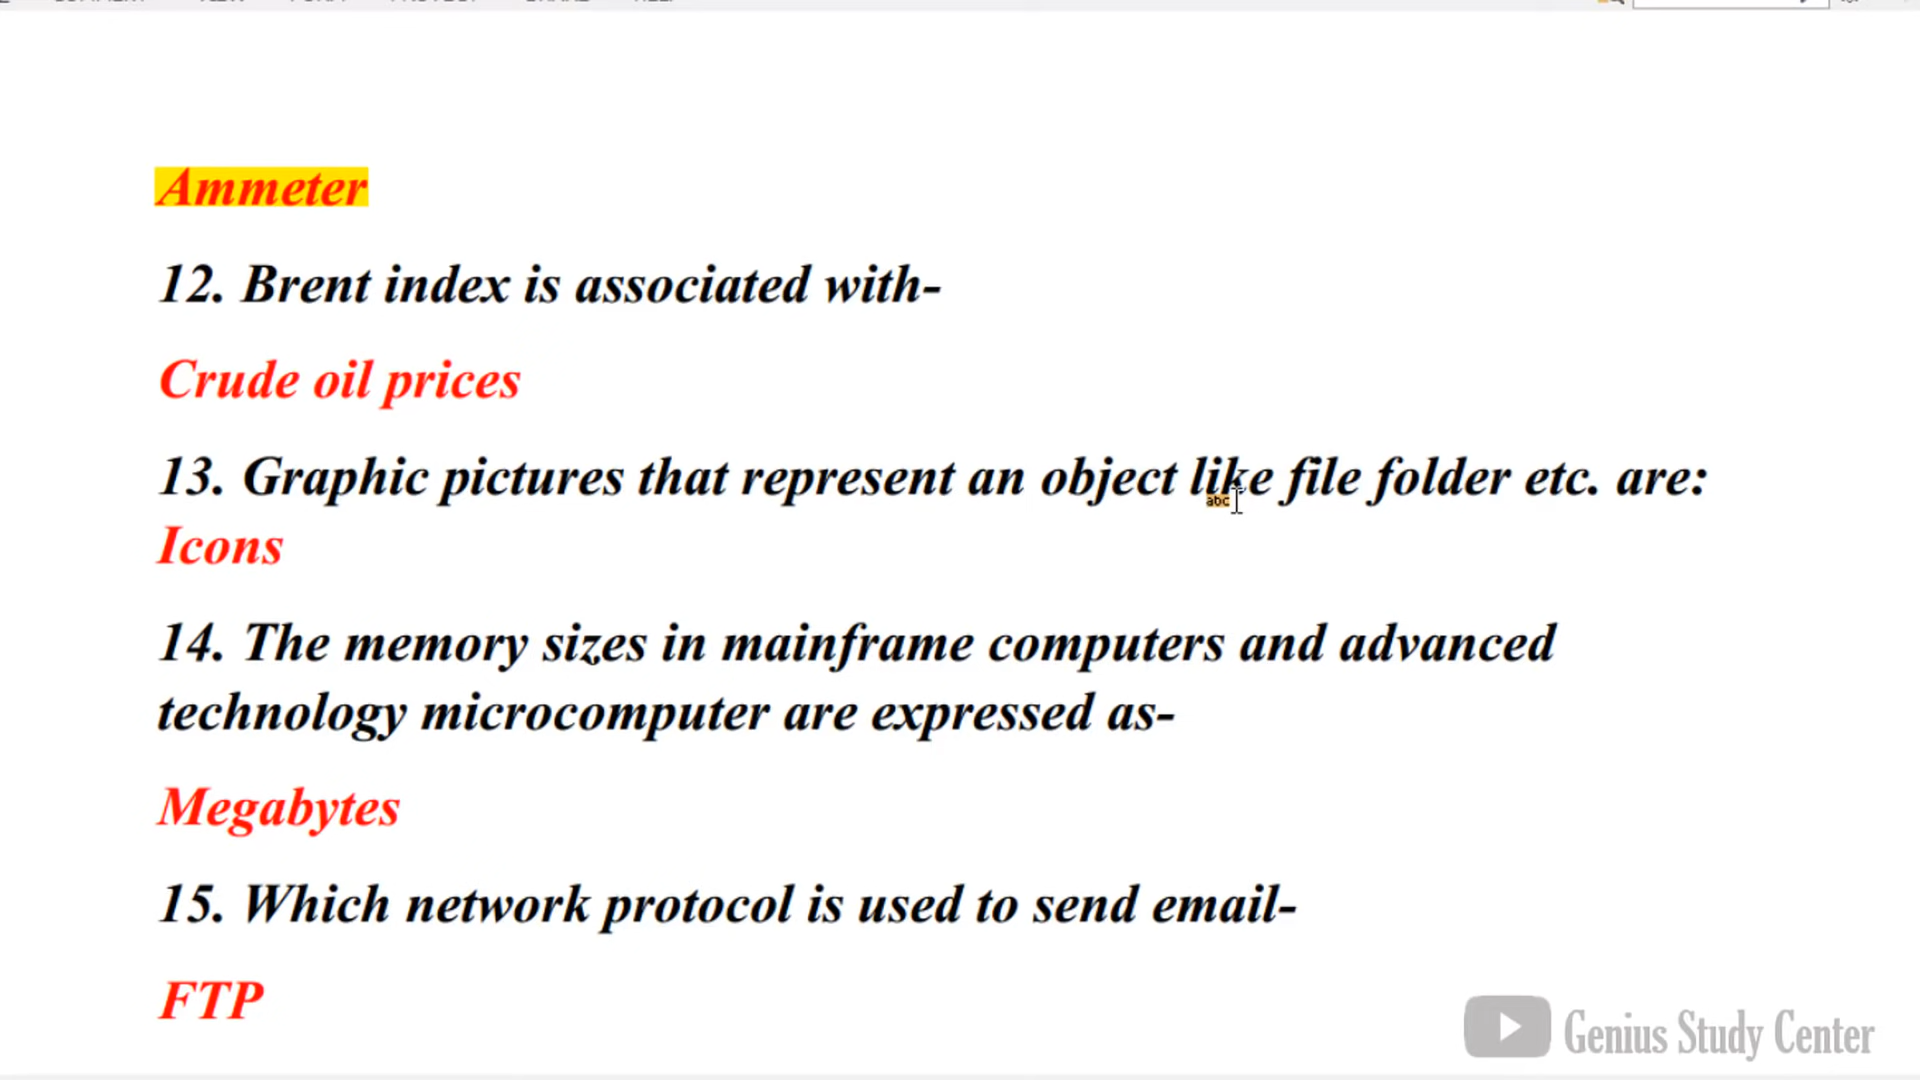 Ammeter
12. Brent index is associated with-
Crude oil prices
13. Graphic pictures that represent an object like file folder etc. are:
abc
Icons
14. The memory sizes in mainframe computers and advanced
technology microcomputer are expressed as-
Megabytes
15. Which network protocol is used to send email-
FTP
Genius Study Center